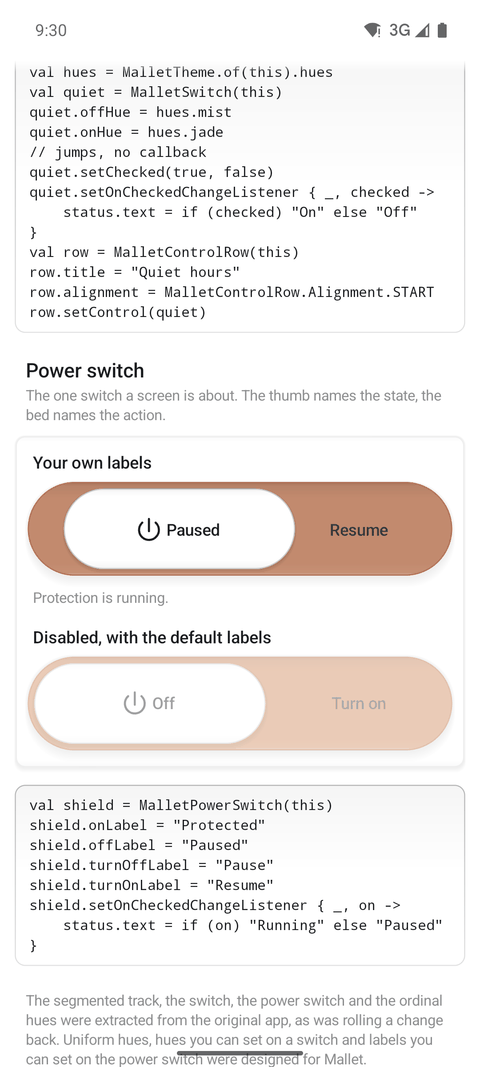 9:30
3G
val hues = MalletTheme.of(this).hues
val quiet = MalletSwitch(this)
quiet.offHue = hues.mist
quiet.onHue = hues.jade
// jumps, no callback
quiet.setChecked(true, false)
quiet.setOnCheckedChangeListener { _, checked ->
    status.text = if (checked) "On" else "Off"
}
val row = MalletControlRow(this)
row.title = "Quiet hours"
row.alignment = MalletControlRow.Alignment.START
row.setControl(quiet)
Power switch
The one switch a screen is about. The thumb names the state, the
bed names the action.
Your own labels
Paused
Resume
Protection is running.
Disabled, with the default labels
Off
Turn on
val shield = MalletPowerSwitch(this)
shield.onLabel = "Protected"
shield.offLabel = "Paused"
shield.turnOffLabel = "Pause"
shield.turnOnLabel = "Resume"
shield.setOnCheckedChangeListener { _, on ->
    status.text = if (on) "Running" else "Paused"
}
The segmented track, the switch, the power switch and the ordinal
hues were extracted from the original app, as was rolling a change
back. Uniform hues, hues you can set on a switch and labels you
can set on the power switch were designed for Mallet.